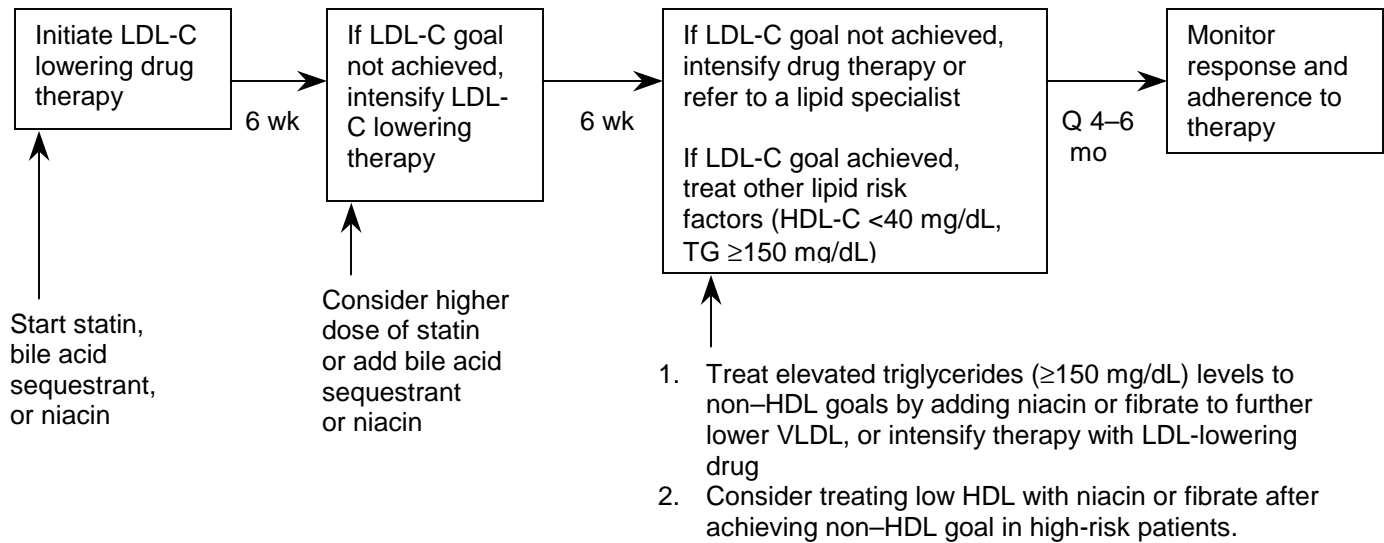 Initiate LDL-C
lowering drug
therapy
6 wk
If LDL-C goal
not achieved,
intensify LDL-
C lowering
therapy
6 wk
If LDL-C goal not achieved,
intensify drug therapy or
refer to a lipid specialist
If LDL-C goal achieved,
treat other lipid risk
factors (HDL-C <40 mg/dL,
TG ≥150 mg/dL)
Q 4–6
mo
Monitor
response and
adherence to
therapy
Start statin,
bile acid
sequestrant,
or niacin
Consider higher
dose of statin
or add bile acid
sequestrant
or niacin
1. Treat elevated triglycerides (≥150 mg/dL) levels to
non–HDL goals by adding niacin or fibrate to further
lower VLDL, or intensify therapy with LDL-lowering
drug
2. Consider treating low HDL with niacin or fibrate after
achieving non–HDL goal in high-risk patients.